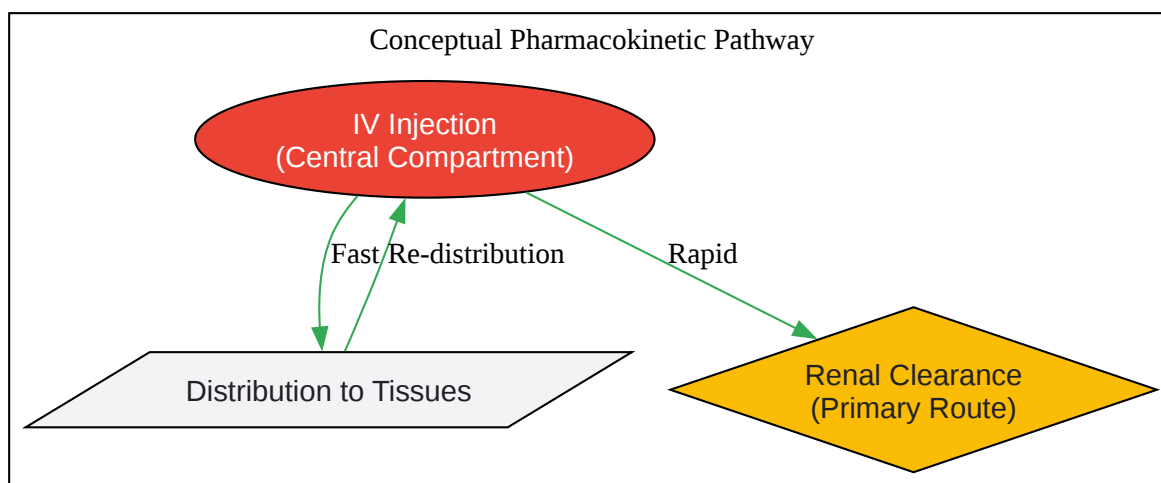 Conceptual Pharmacokinetic Pathway
IV Injection
(Central Compartment)
Fast
Re-distribution
Rapid
Distribution to Tissues
Renal Clearance
(Primary Route)